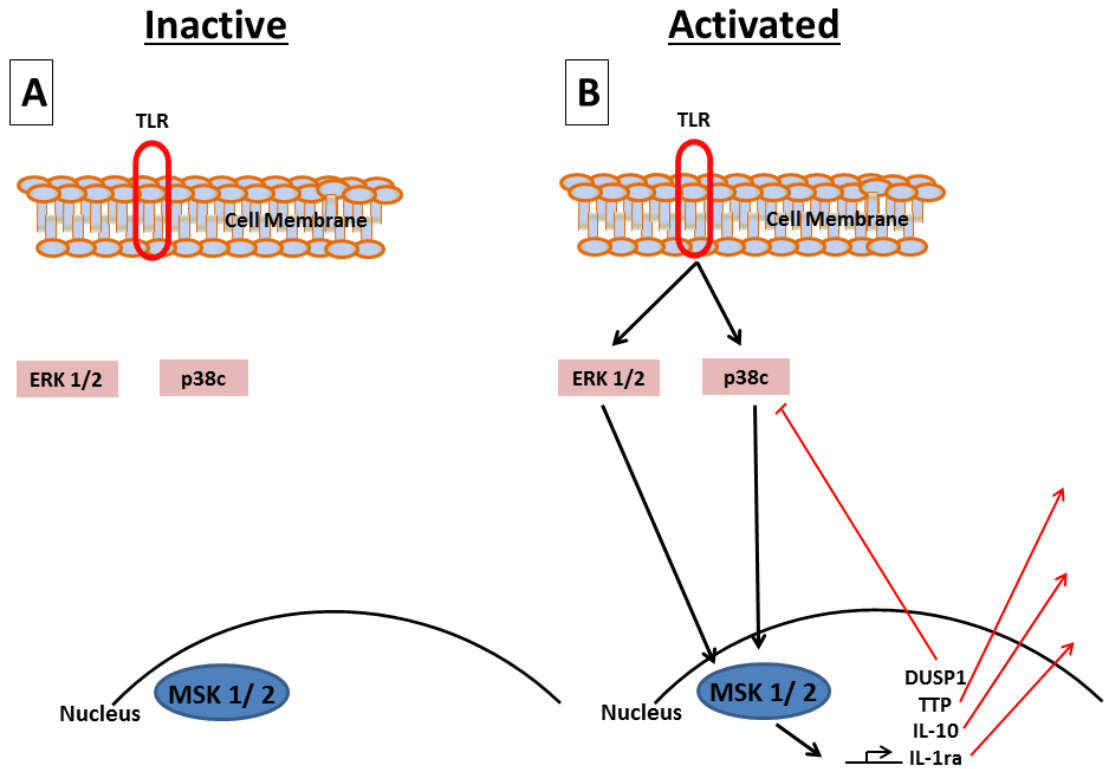 Inactive
A
TLR
Cell Membrane
ERK 1/2
p38c
MSK 1/ 2
Nucleus
Activated
B
TLR
Cell Membrane
ERK 1/2
p38c
MSK 1/ 2
Nucleus
DUSP1
TTP
IL-10
IL-1ra